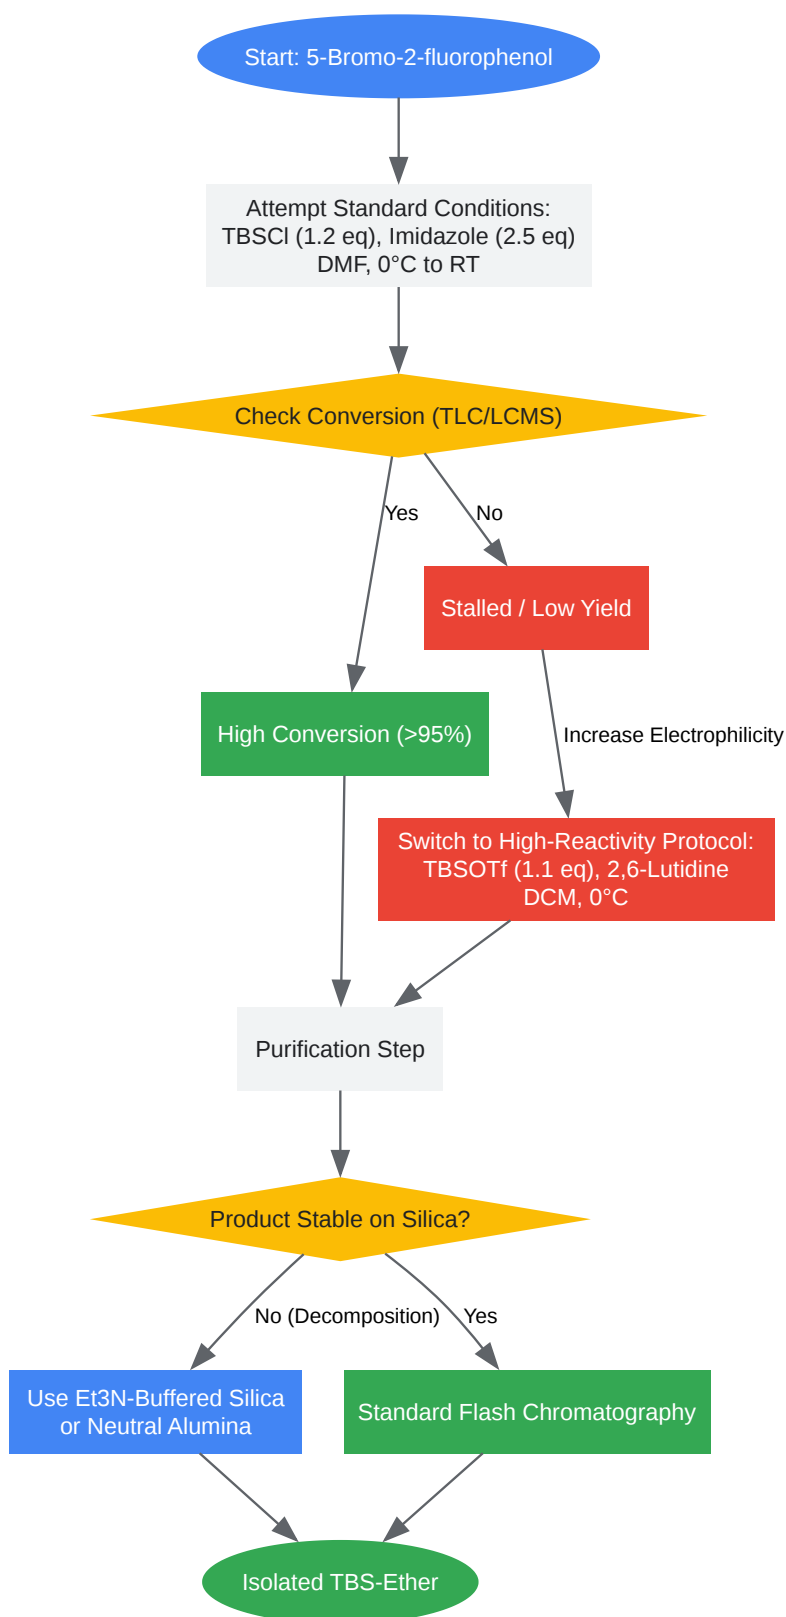 Start: 5-Bromo-2-fluorophenol
Attempt Standard Conditions:
TBSCl (1.2 eq), Imidazole (2.5 eq)
DMF, 0°C to RT
Check Conversion (TLC/LCMS)
Yes
No
Stalled / Low Yield
High Conversion (>95%)
Increase Electrophilicity
Switch to High-Reactivity Protocol:
TBSOTf (1.1 eq), 2,6-Lutidine
DCM, 0°C
Purification Step
Product Stable on Silica?
No (Decomposition)
Yes
Use Et3N-Buffered Silica
or Neutral Alumina
Standard Flash Chromatography
Isolated TBS-Ether